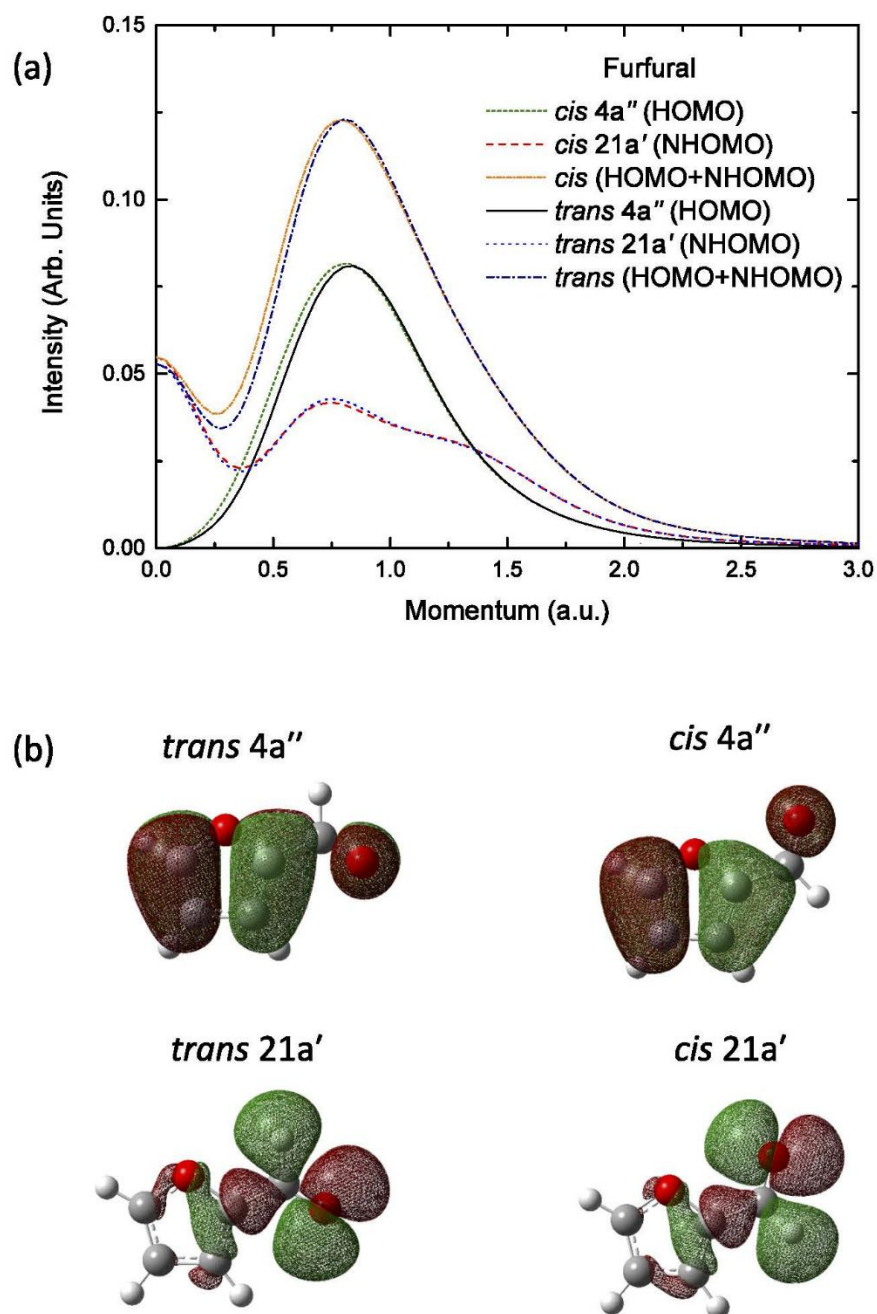 (a)
0.15
0.10
0.05
0.00
Intensity (Arb. Units)
Furfural
cis 4a″ (HOMO)
cis 21a′ (NHOMO)
cis (HOMO+NHOMO)
trans 4a″ (HOMO)
trans 21a′ (NHOMO)
trans (HOMO+NHOMO)
0.0 0.5 1.0 1.5 2.0 2.5 3.0
Momentum (a.u.)
(b)
trans 4a″
cis 4a″
trans 21a′
cis 21a′